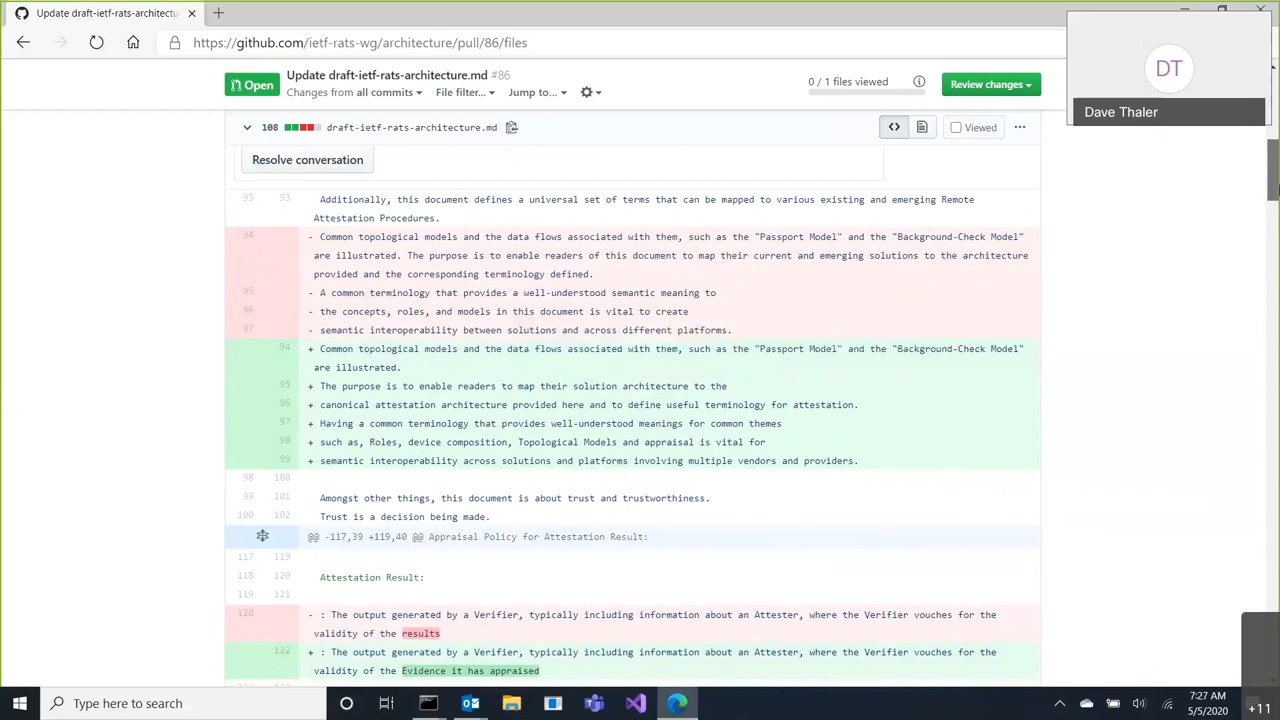 Update draft-ietf-rats-architectu
https://github.com/ietf-rats-wg/architecture/pull/86/files
DT
Dave Thaler
Open
Update draft-ietf-rats-architecture.md #86
Changes from all commits
File filter...
Jump to...
0 / 1 files viewed
Review changes
108
draft-ietf-rats-architecture.md
Viewed
Resolve conversation
93 93 Additionally, this document defines a universal set of terms that can be mapped to various existing and emerging Remote
Attestation Procedures.
94 - Common topological models and the data flows associated with them, such as the "Passport Model" and the "Background-Check Model"
are illustrated. The purpose is to enable readers of this document to map their current and emerging solutions to the architecture
provided and the corresponding terminology defined.
95 - A common terminology that provides a well-understood semantic meaning to
96 - the concepts, roles, and models in this document is vital to create
97 - semantic interoperability between solutions and across different platforms.
94 + Common topological models and the data flows associated with them, such as the "Passport Model" and the "Background-Check Model"
are illustrated.
95 + The purpose is to enable readers to map their solution architecture to the
96 + canonical attestation architecture provided here and to define useful terminology for attestation.
97 + Having a common terminology that provides well-understood meanings for common themes
98 + such as, Roles, device composition, Topological Models and appraisal is vital for
99 + semantic interoperability across solutions and platforms involving multiple vendors and providers.
98 100
99 101 Amongst other things, this document is about trust and trustworthiness.
100 102 Trust is a decision being made.
@@ -117,39 +119,40 @@ Appraisal Policy for Attestation Result:
117 119
118 120 Attestation Result:
119 121
120 - : The output generated by a Verifier, typically including information about an Attester, where the Verifier vouches for the
validity of the results
122 + : The output generated by a Verifier, typically including information about an Attester, where the Verifier vouches for the
validity of the Evidence it has appraised
Type here to search
7:27 AM
5/5/2020
+11